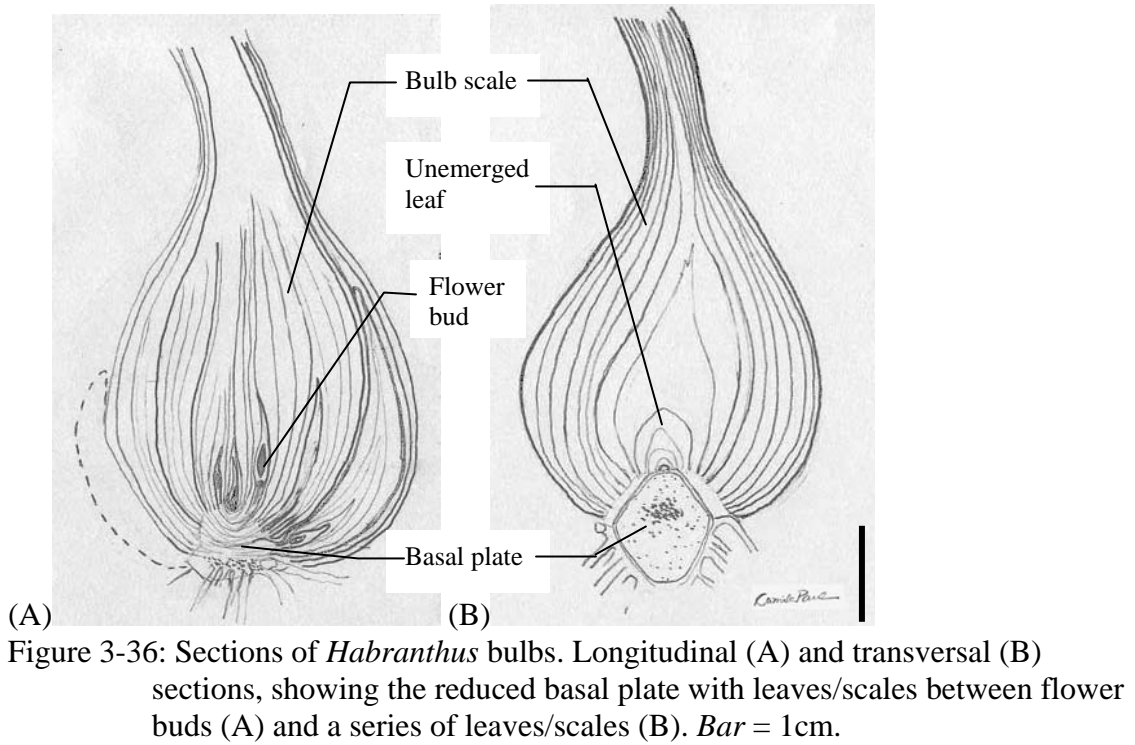 Bulb scale
Unemerged
leaf
Flower
bud
Basal plate
(A)
(B)
Figure 3-36: Sections of Habranthus bulbs. Longitudinal (A) and transversal (B)
sections, showing the reduced basal plate with leaves/scales between flower
buds (A) and a series of leaves/scales (B). Bar = 1cm.